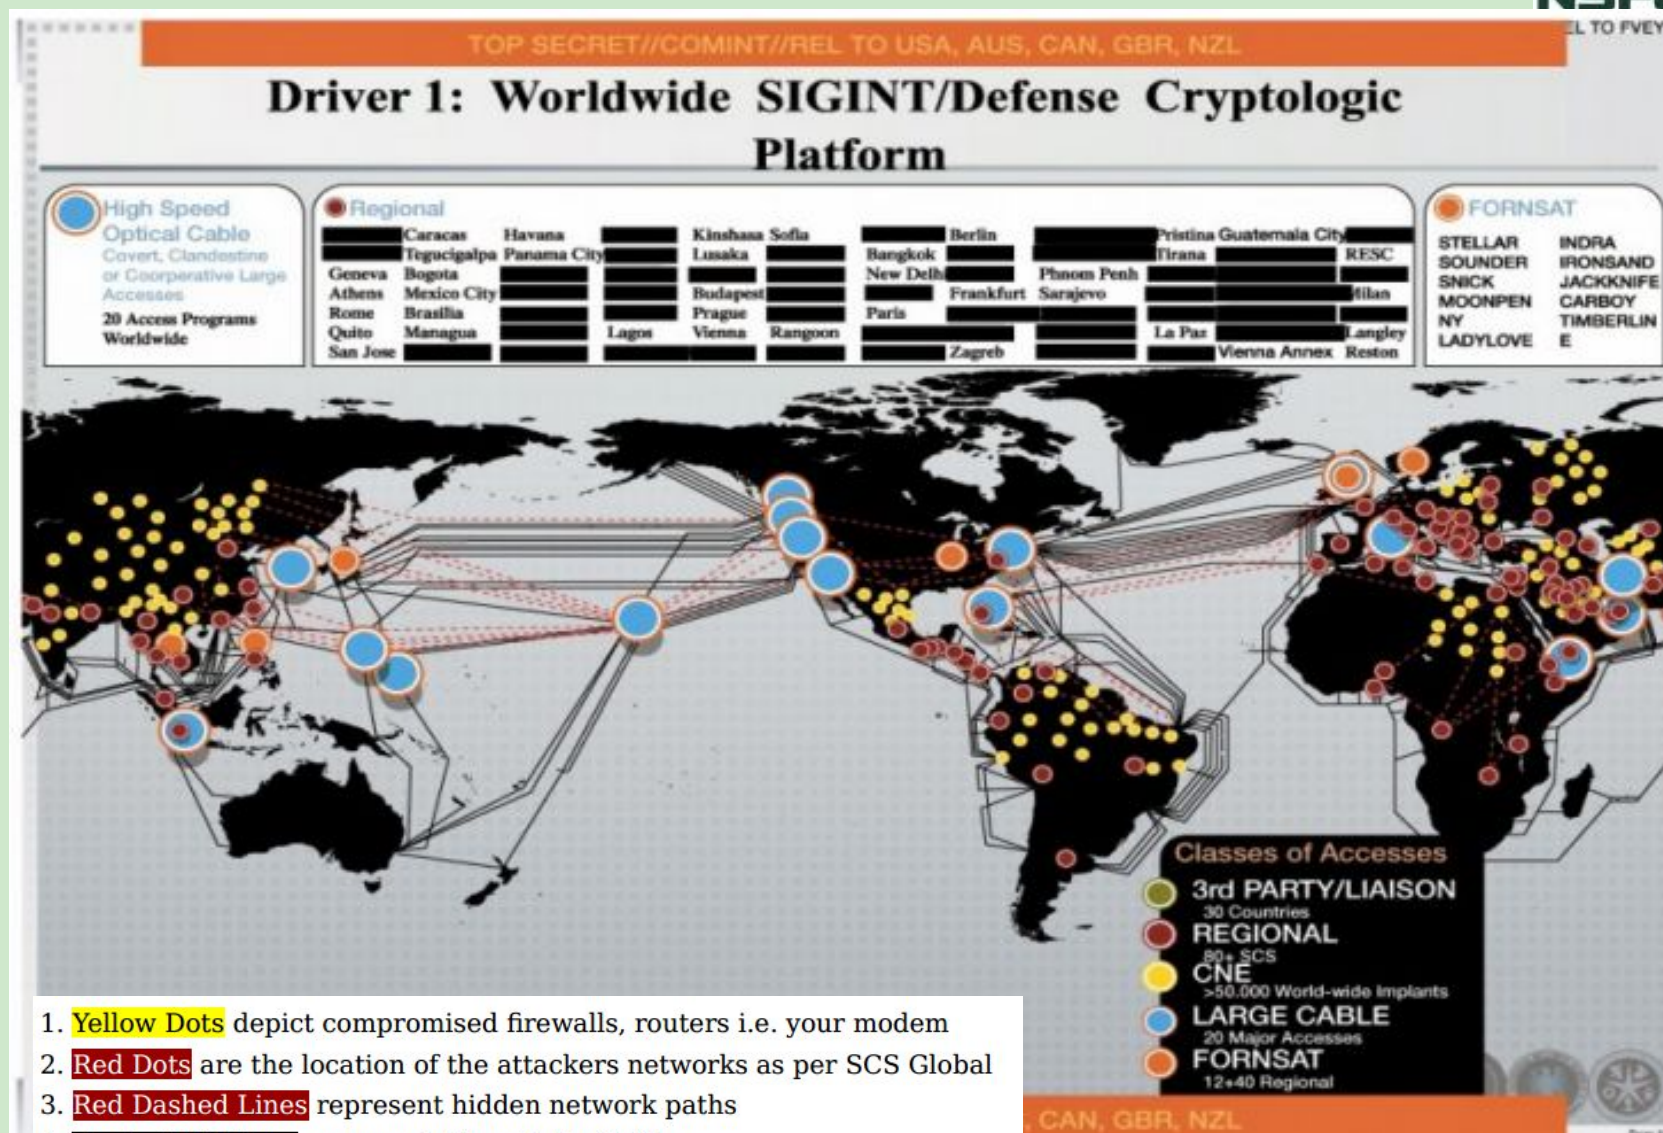 EL TO FVEY
TOP SECRET//COMINT//REL TO USA, AUS, CAN, GBR, NZL
Driver 1: Worldwide SIGINT/Defense Cryptologic
Platform
High Speed
Optical Cable
Covert, Clandestine
or Coorperative Large
Accesses
20 Access Programs
Worldwide
Regional
Caracas Havana Kinshasa Sofia Berlin Pristina Guatemala City
Tegucigalpa Panama City Lusaka Bangkok Tirana RESC
Geneva Bogota New Delh Phnom Penh
Athens Mexico City Budapest Frankfurt Sarajevo Milan
Rome Brasilia Prague Paris
Quito Managua Lagos Vienna Rangoon La Paz Langley
San Jose Zagreb Vienna Annex Reston
FORNSAT
STELLAR INDRA
SOUNDER IRONSAND
SNICK JACKKNIFE
MOONPEN CARBOY
NY TIMBERLIN
LADYLOVE E
Classes of Accesses
3rd PARTY/LIAISON
30 Countries
REGIONAL
80+ SCS
CNE
>50.000 World-wide Implants
LARGE CABLE
20 Major Accesses
FORNSAT
12+40 Regional
1. Yellow Dots depict compromised firewalls, routers i.e. your modem
2. Red Dots are the location of the attackers networks as per SCS Global
3. Red Dashed Lines represent hidden network paths
, CAN, GBR, NZL